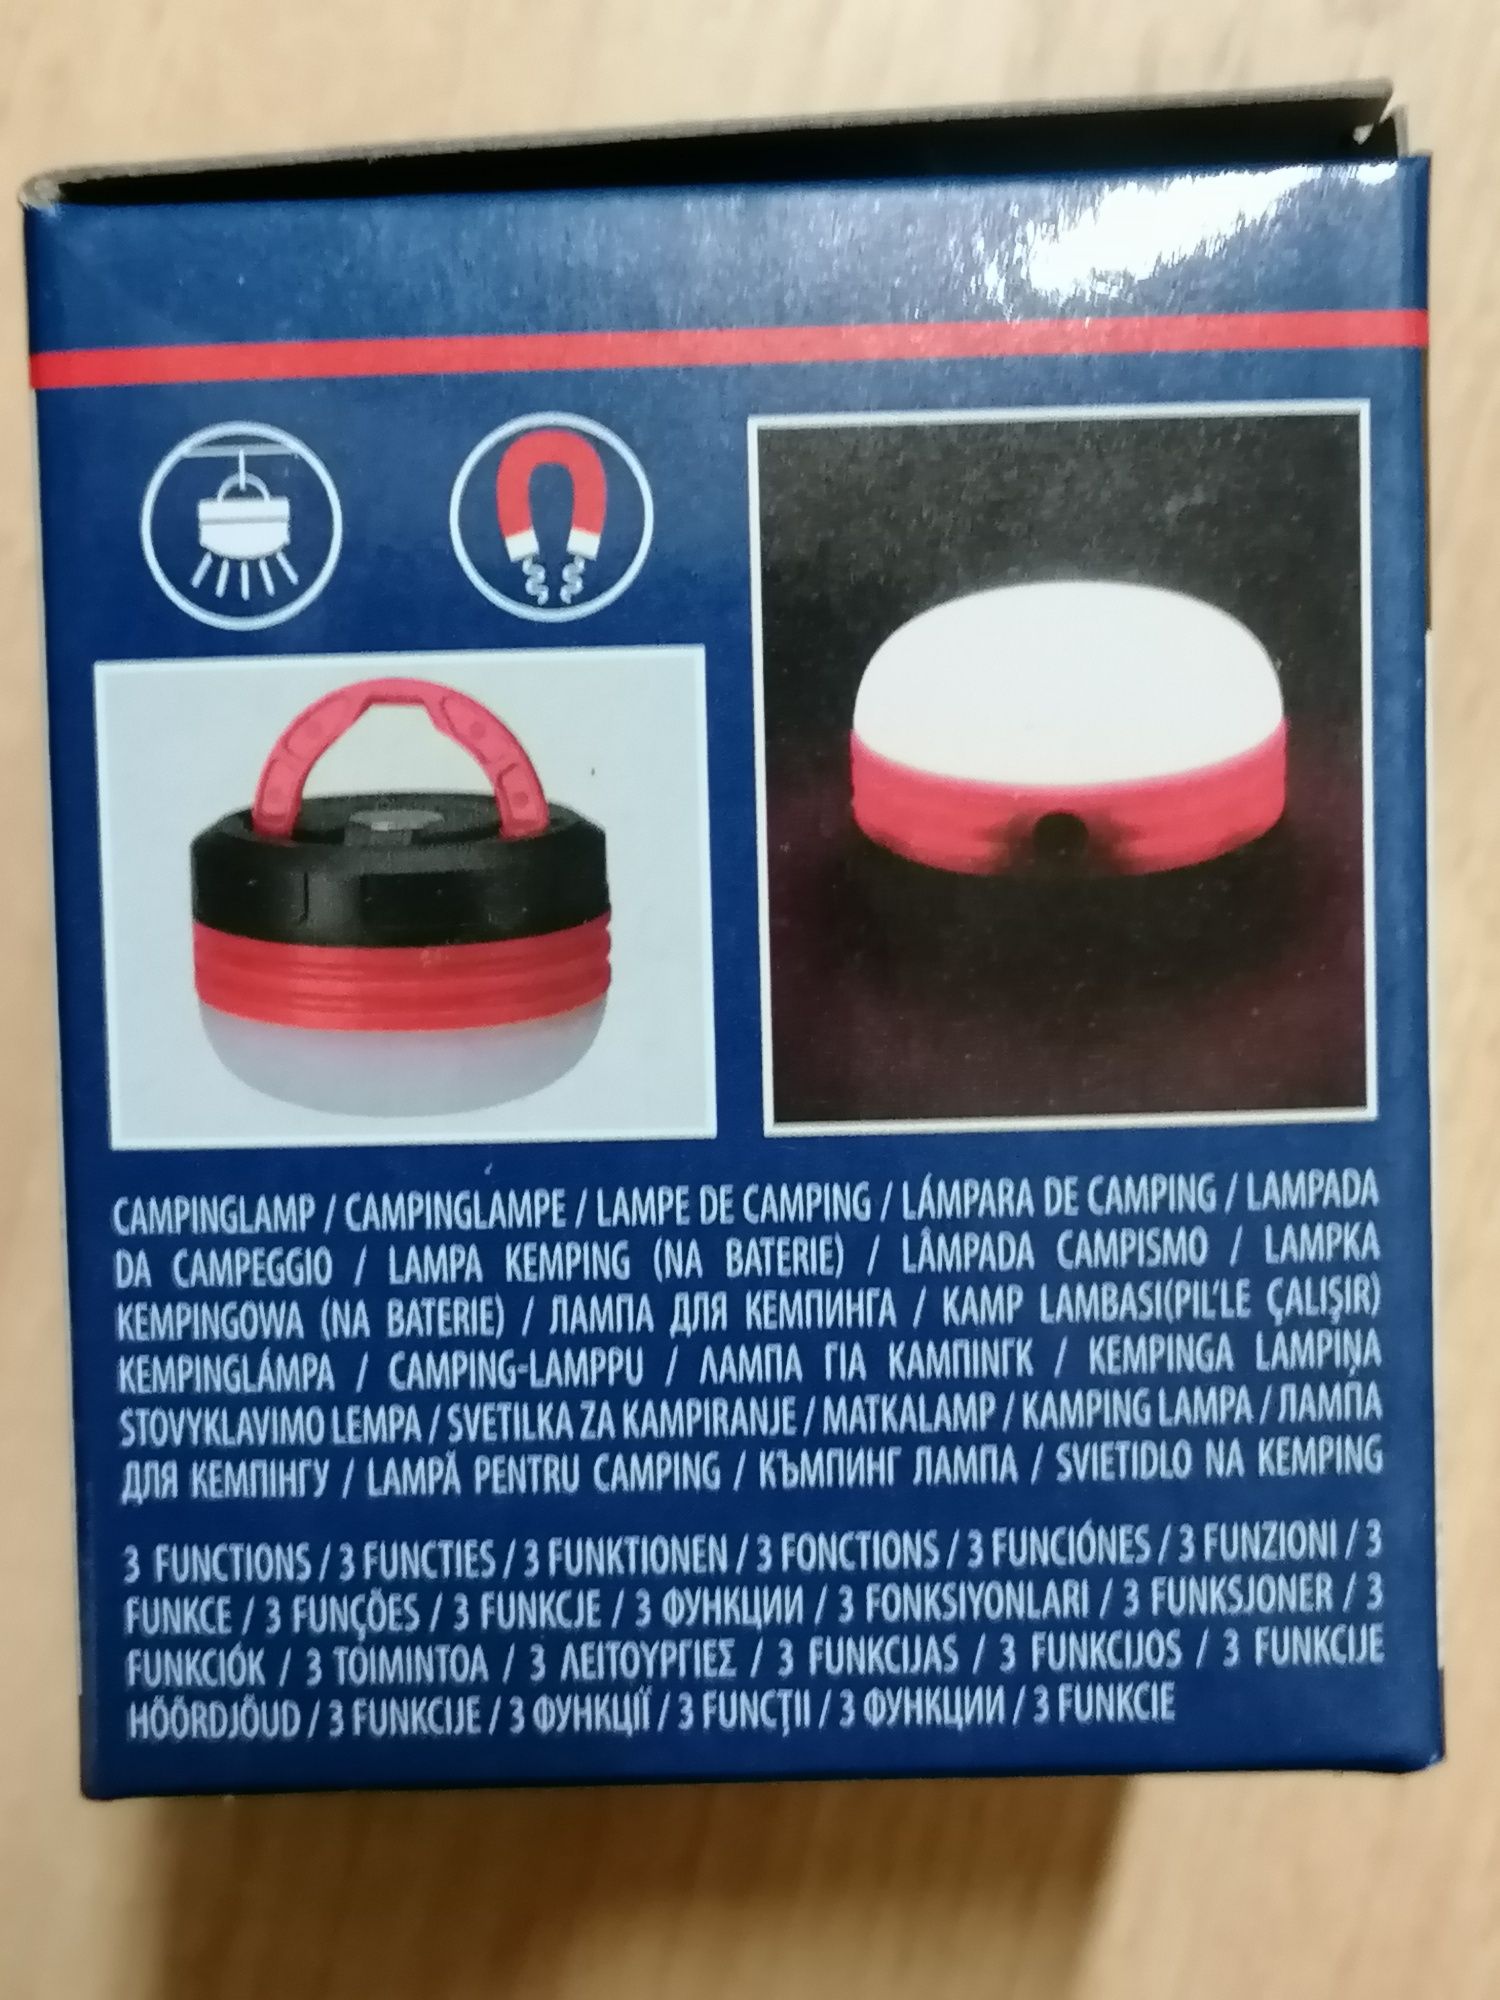 CAMPINGLAMP / CAMPINGLAMPE / LAMPE DE CAMPING / LÁMPARA DE CAMPING / LAMPADA
DA CAMPEGGIO / LAMPA KEMPING (NA BATERIE) / LÂMPADA CAMPISMO / LAMPKA
KEMPINGOWA (NA BATERIE) / ЛАМПА ДЛЯ КЕМПИНГА / KAMP LAMBASI(PIL'LE ÇALIŞIR)
KEMPINGLÁMPA / CAMPING-LAMPPU / ΛΑΜΠΑ ΓΙΑ ΚΑΜΠΙΝΓΚ / KEMPINGA LAMPIŅA
STOVYKLAVIMO LEMPA / SVETILKA ZA KAMPIRANJE / MATKALAMP / KAMPING LAMPA / ЛАМПА
ДЛЯ КЕМПІНГУ / LAMPĂ PENTRU CAMPING / КЪМПИНГ ЛАМПА / SVIETIDLO NA KEMPING
3 FUNCTIONS / 3 FUNCTIES / 3 FUNKTIONEN / 3 FONCTIONS / 3 FUNCIÓNES / 3 FUNZIONI / 3
FUNKCE / 3 FUNÇÕES / 3 FUNKCJE / 3 ФУНКЦИИ / 3 FONKSIYONLARI / 3 FUNKSJONER / 3
FUNKCIÓK / 3 TOIMINTOA / 3 ΛΕΙΤΟΥΡΓΙΕΣ / 3 FUNKCIJAS / 3 FUNKCIJOS / 3 FUNKCIJE
HÕÕRDJÕUD / 3 FUNKCIJE / 3 ФУНКЦІЇ / 3 FUNCȚII / 3 ФУНКЦИИ / 3 FUNKCIE